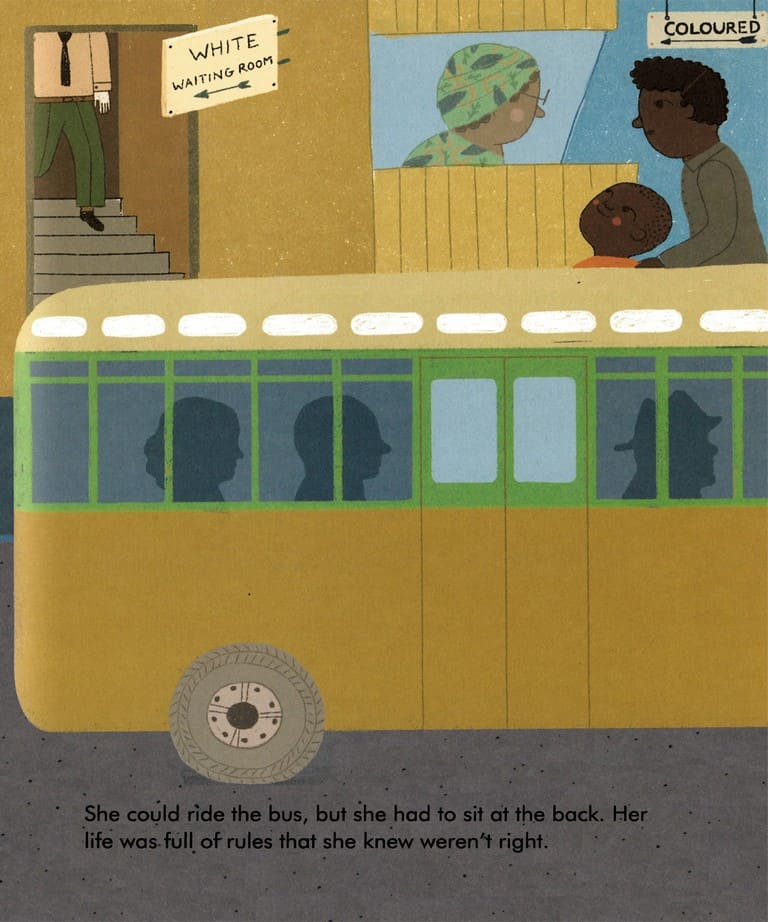 WHITE
WAITING ROOM
COLOURED
She could ride the bus, but she had to sit at the back. Her
life was full of rules that she knew weren't right.